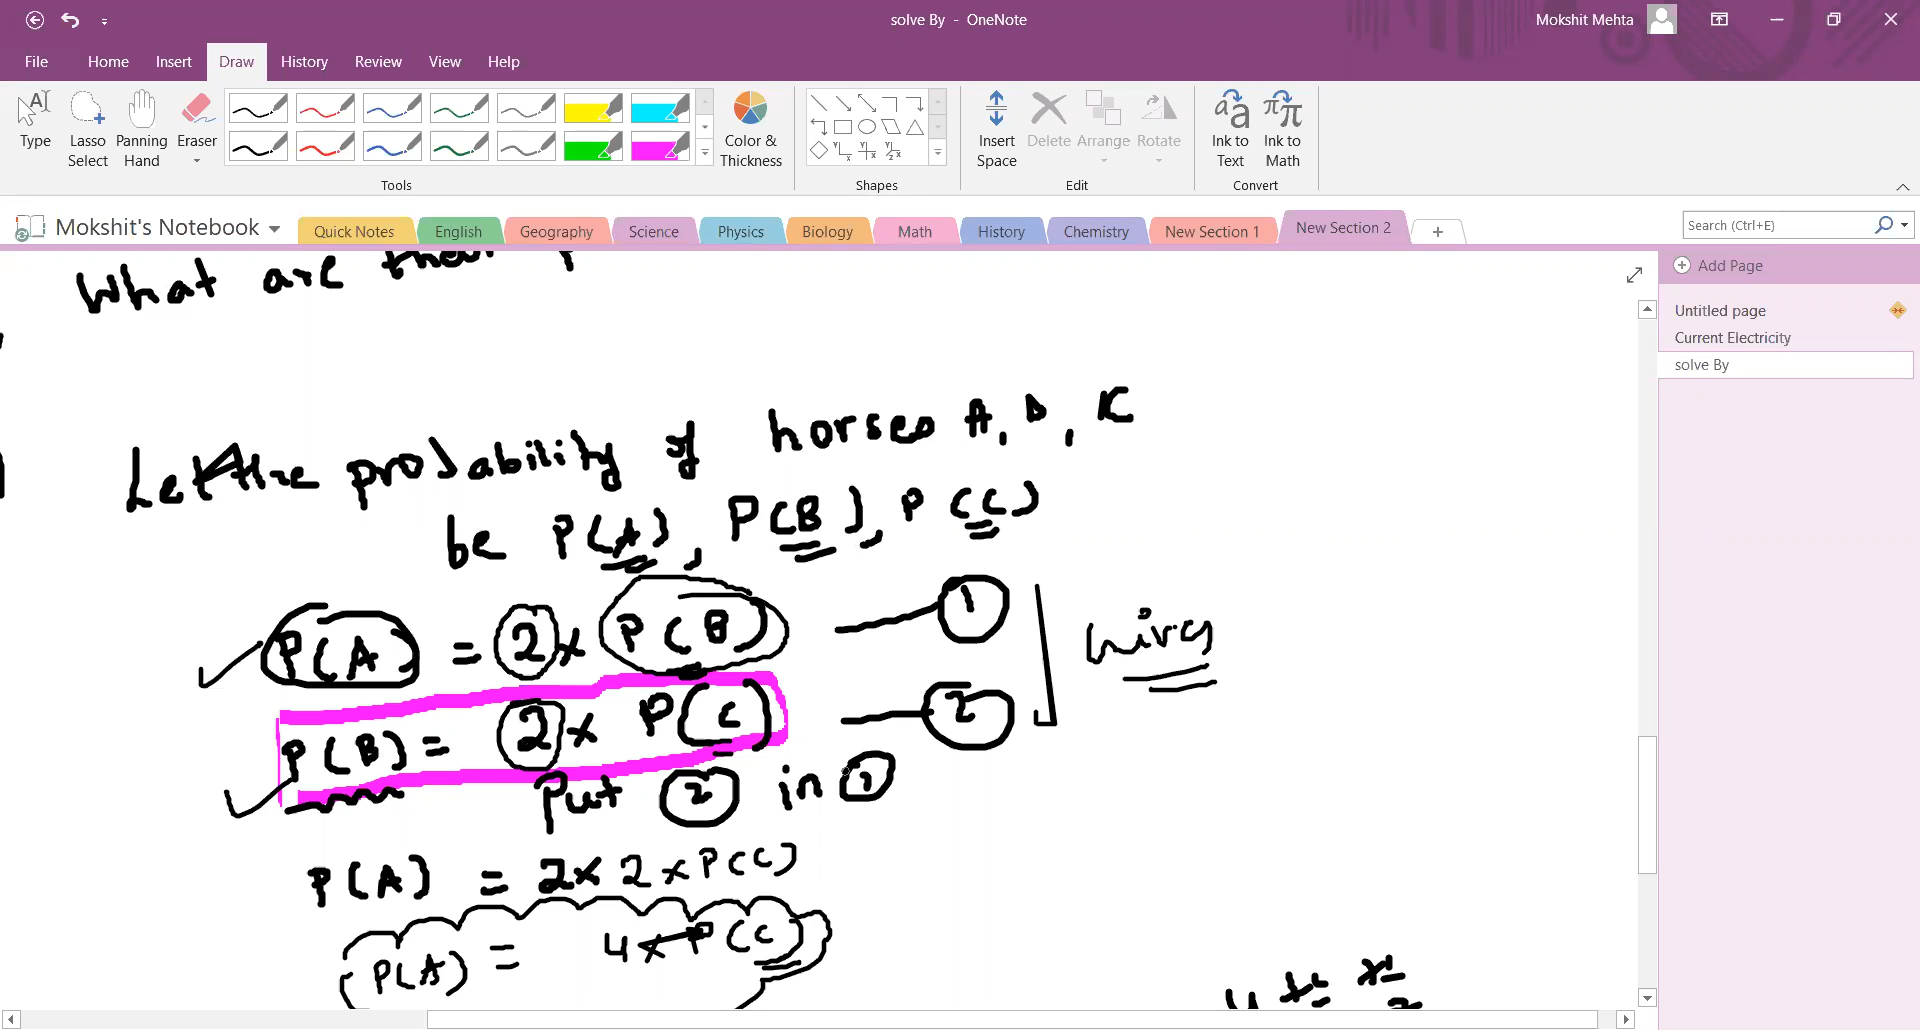 solve By - OneNote
Mokshit Mehta
File Home Insert Draw History Review View Help
Type
Lasso Select
Panning Hand
Eraser
Color & Thickness
Insert Space
Delete
Arrange
Rotate
Ink to Text
Ink to Math
Tools
Shapes
Edit
Convert
Mokshit's Notebook
Quick Notes English Geography Science Physics Biology Math History Chemistry New Section 1 New Section 2 +
Search (Ctrl+E)
Add Page
Untitled page
Current Electricity
solve By
What are their
Let the probability of horses A, B, C
be P(A), P(B), P(C)
P(A) = 2 x P(B) — 1
P(B) = 2 x P(C) — 2
Put 2 in 1
P(A) = 2x 2 x P(C)
P(A) = 4 x P(C)